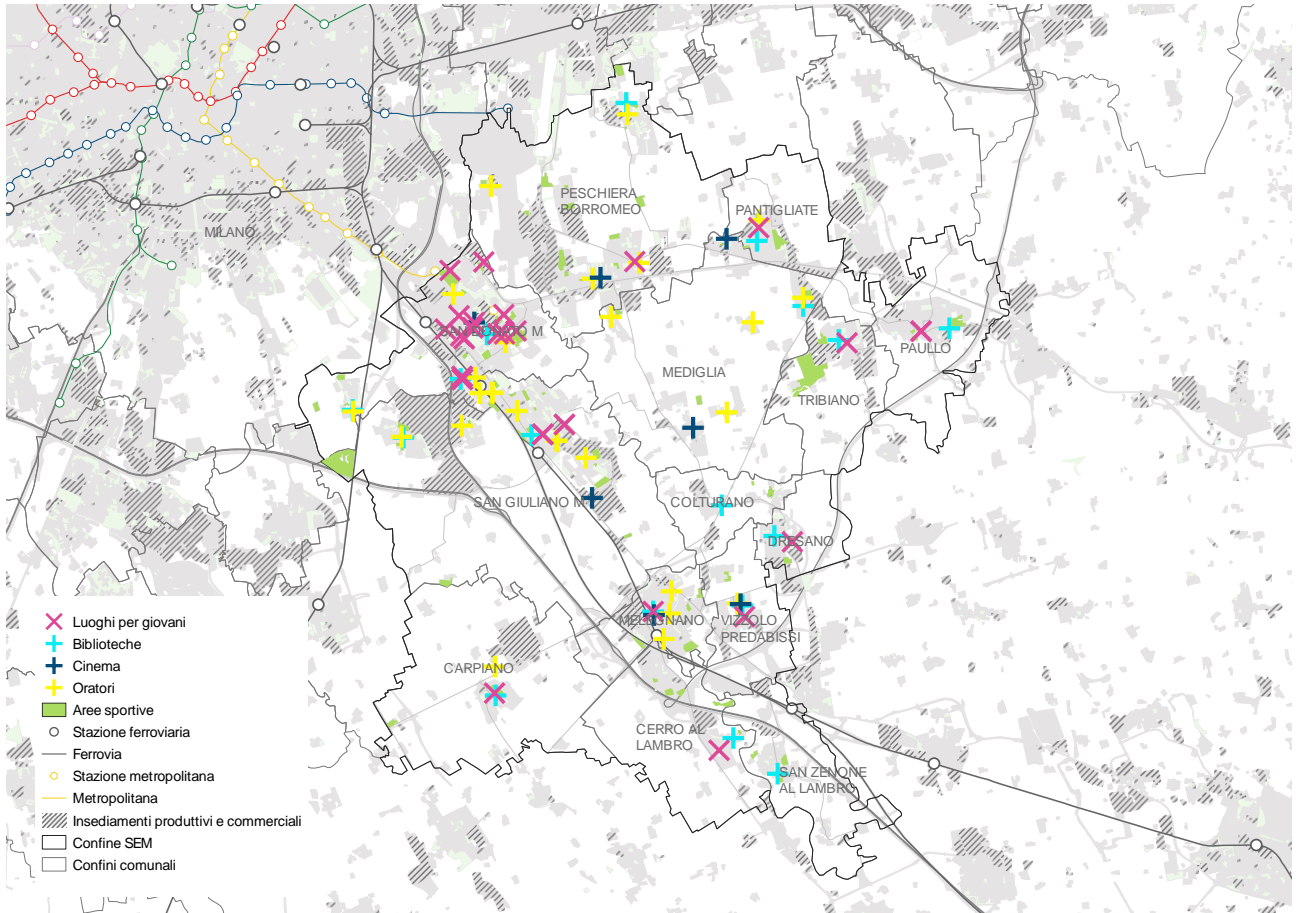 PESCHIERA
BORROMEO
PANTIGLIATE
MILANO
SAN DONATO M
PAULLO
MEDIGLIA
TRIBIANO
SAN GIULIANO M
COLTURANO
DRESANO
MELEGNANO
VIZZOLO
PREDABISSI
CARPIANO
CERRO AL
LAMBRO
SAN ZENONE
AL LAMBRO
Luoghi per giovani
Biblioteche
Cinema
Oratori
Aree sportive
Stazione ferroviaria
Ferrovia
Stazione metropolitana
Metropolitana
Insediamenti produttivi e commerciali
Confine SEM
Confini comunali